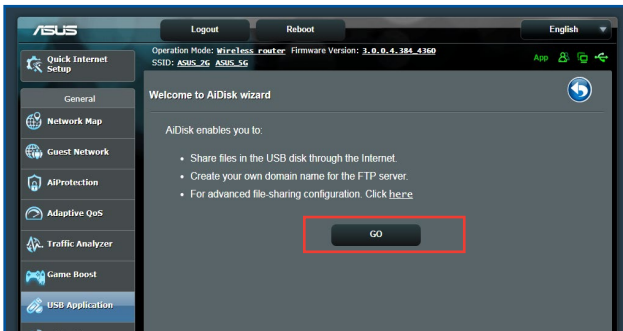 ASUS
Logout
Reboot
English
Operation Mode: Wireless router Firmware Version: 3.0.0.4.384_4360
SSID: ASUS_2G ASUS_5G
App
Quick Internet
Setup
General
Network Map
Guest Network
AiProtection
Adaptive QoS
Traffic Analyzer
Game Boost
USB Application
Welcome to AiDisk wizard
AiDisk enables you to:
• Share files in the USB disk through the Internet.
• Create your own domain name for the FTP server.
• For advanced file-sharing configuration. Click here
GO